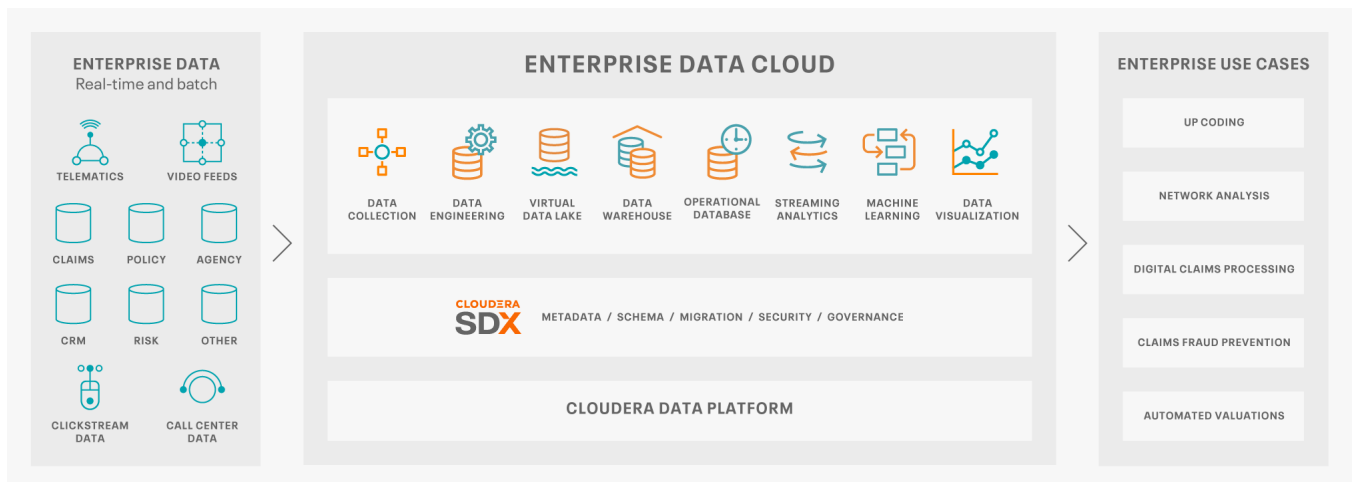 ENTERPRISE DATA
Real-time and batch
TELEMATICS
VIDEO FEEDS
CLAIMS
POLICY
AGENCY
CRM
RISK
OTHER
CLICKSTREAM
DATA
CALL CENTER
DATA
ENTERPRISE DATA CLOUD
DATA
COLLECTION
DATA
ENGINEERING
VIRTUAL
DATA LAKE
DATA
WAREHOUSE
OPERATIONAL
DATABASE
STREAMING
ANALYTICS
MACHINE
LEARNING
DATA
VISUALIZATION
CLOUDERA
SDX
METADATA / SCHEMA / MIGRATION / SECURITY / GOVERNANCE
CLOUDERA DATA PLATFORM
ENTERPRISE USE CASES
UP CODING
NETWORK ANALYSIS
DIGITAL CLAIMS PROCESSING
CLAIMS FRAUD PREVENTION
AUTOMATED VALUATIONS